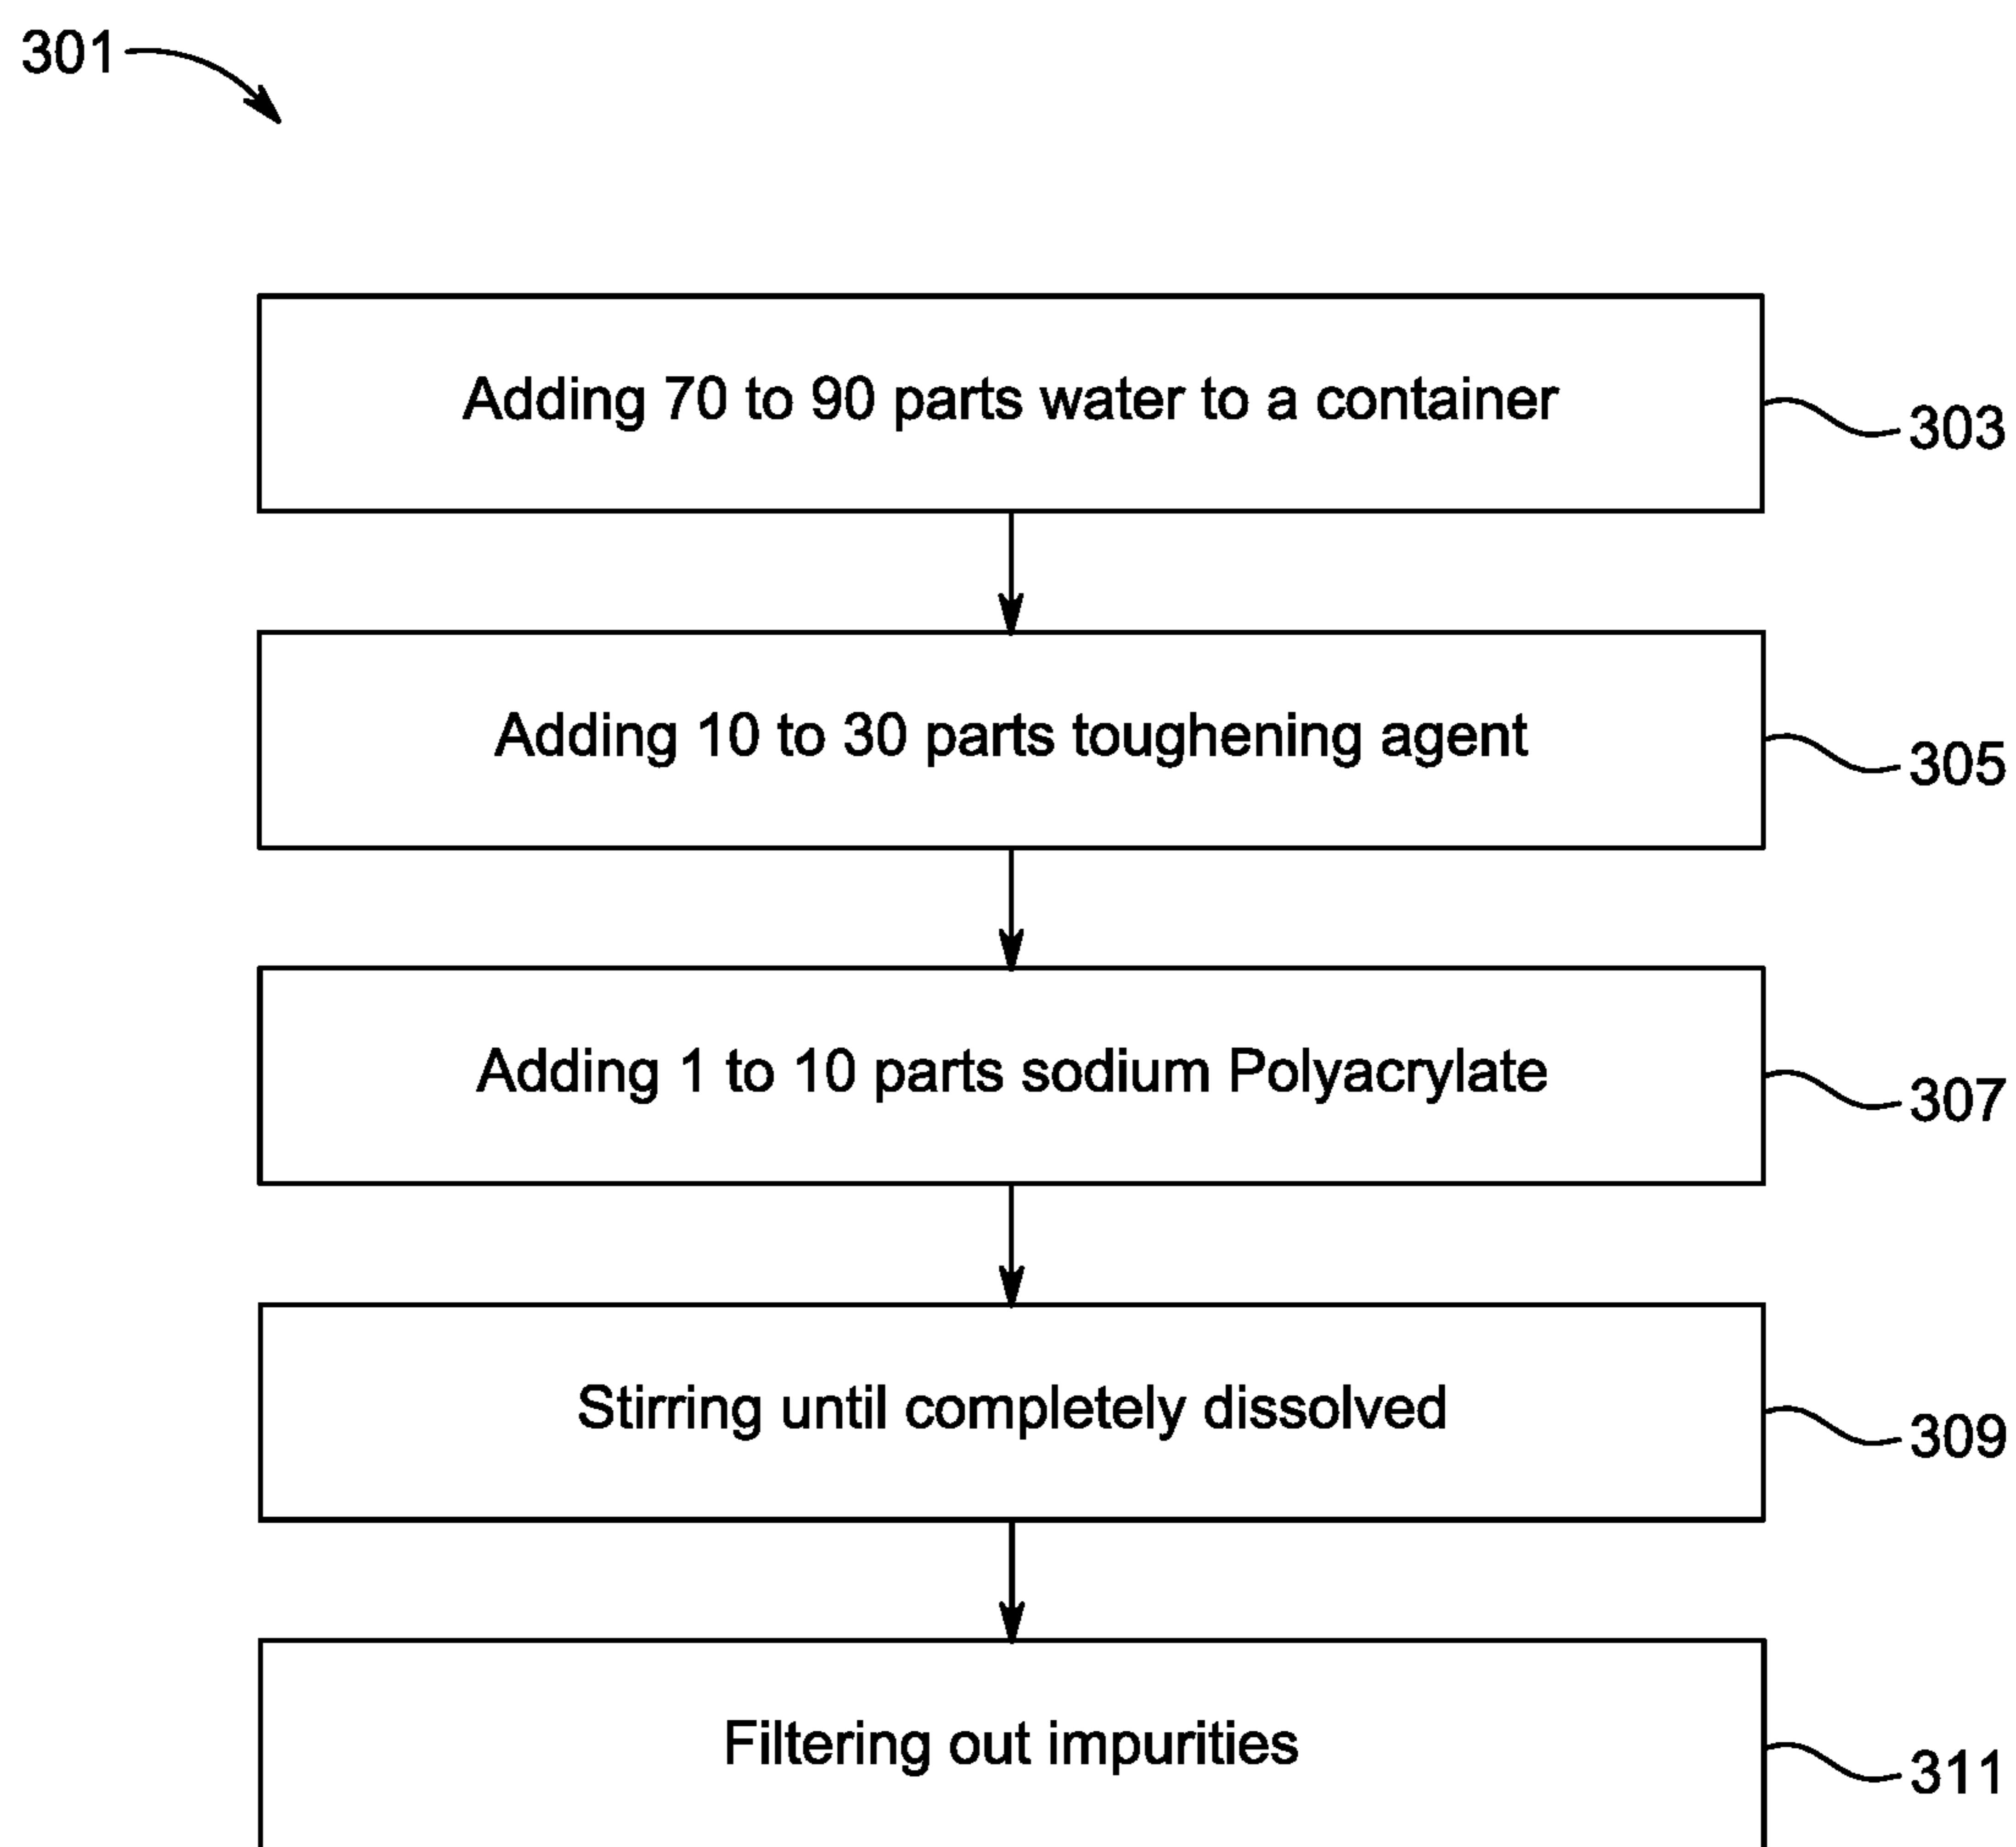 301
Adding 70 to 90 parts water to a container
303
Adding 10 to 30 parts toughening agent
305
Adding 1 to 10 parts sodium Polyacrylate
307
Stirring until completely dissolved
309
Filtering out impurities
311